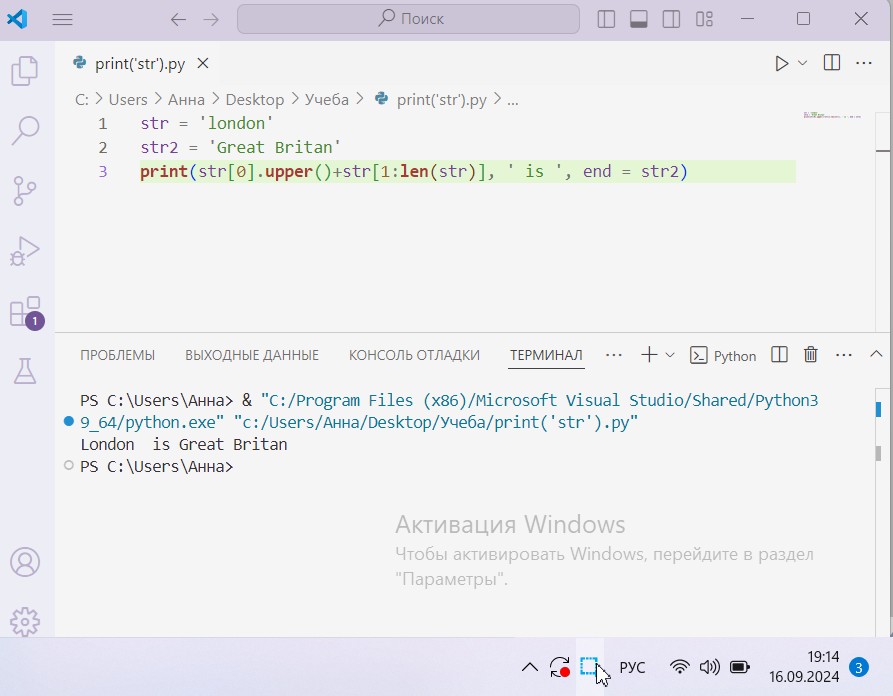 Поиск
print('str').py
C: > Users > Анна > Desktop > Учеба > print('str').py > ...
1 str = 'london'
2 str2 = 'Great Britan'
3 print(str[0].upper()+str[1:len(str)], ' is ', end = str2)
1
ПРОБЛЕМЫ ВЫХОДНЫЕ ДАННЫЕ КОНСОЛЬ ОТЛАДКИ ТЕРМИНАЛ ... Python ...
PS C:\Users\Анна> & "C:/Program Files (x86)/Microsoft Visual Studio/Shared/Python3
9_64/python.exe" "c:/Users/Анна/Desktop/Учеба/print('str').py"
London  is Great Britan
PS C:\Users\Анна>
Активация Windows
Чтобы активировать Windows, перейдите в раздел
"Параметры".
РУС 19:14
16.09.2024 3